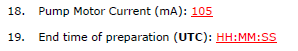 18. Pump Motor Current (mA): 105
19. End time of preparation (UTC): HH:MM:SS